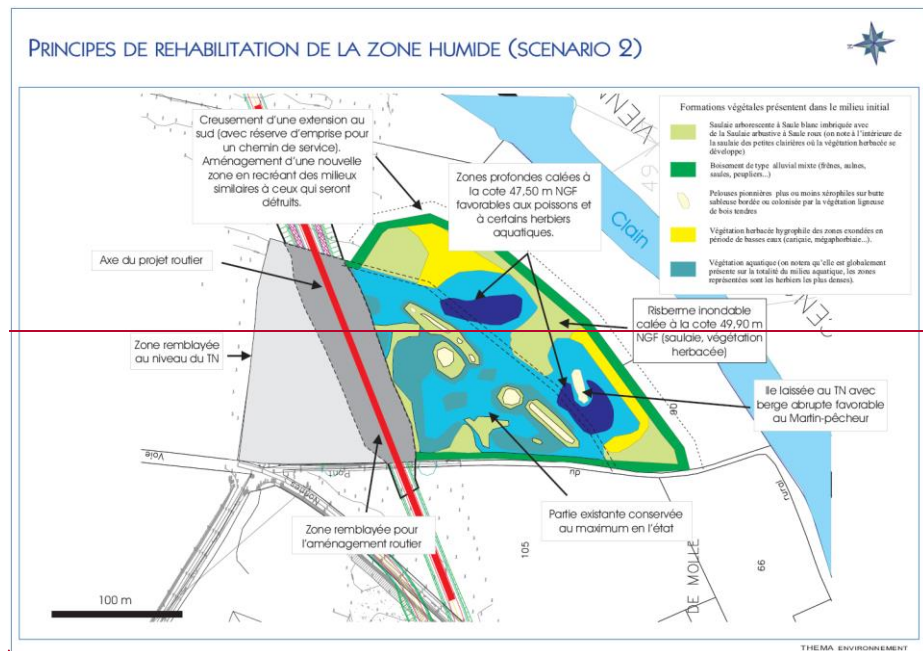 PRINCIPES DE REHABILITATION DE LA ZONE HUMIDE (SCENARIO 2)
Creusement d'une extension au
sud (avec réserve d'emprise pour
un chemin de service).
Aménagement d'une nouvelle
zone en recréant des milieux
similaires à ceux qui seront
détruits.
Zones profondes calées à
la cote 47,50 m NGF
favorables aux poissons et
à certains herbiers
aquatiques.
VIENN
49
Formations végétales présentent dans le milieu initial
Saulaie arborescente à Saule blanc imbriquée avec
de la Saulaie arbustive à Saule roux (on note à l'intérieure de
la saulaie des petites clairières où la végétation herbacée se
développe)
Boisement de type alluvial mixte (frênes, aulnes,
saules, peupliers...)
Pelouses pionnières plus ou moins xérophiles sur butte
sableuse bordée ou colonisée par la végétation ligneuse
de bois tendres
Végétation herbacée hygrophile des zones exondées en
période de basses eaux (cariçaie, mégaphorbiaie...).
Végétation aquatique (on notera qu'elle est globalement
présente sur la totalité du milieu aquatique, les zones
représentées sont les herbiers les plus denses).
Clain
Axe du projet routier
Zone remblayée
au niveau du TN
Risberme inondable
calée à la cote 49,90 m
NGF (saulaie, végétation
herbacée)
Ile laissée au TN avec
berge abrupte favorable
au Martin-pêcheur
Voie
Pont
du
rural
Zone remblayée pour
l'aménagement routier
Partie existante conservée
au maximum en l'état
105
DE MOLLE
66
100 m
THEMA ENVIRONNEMENT